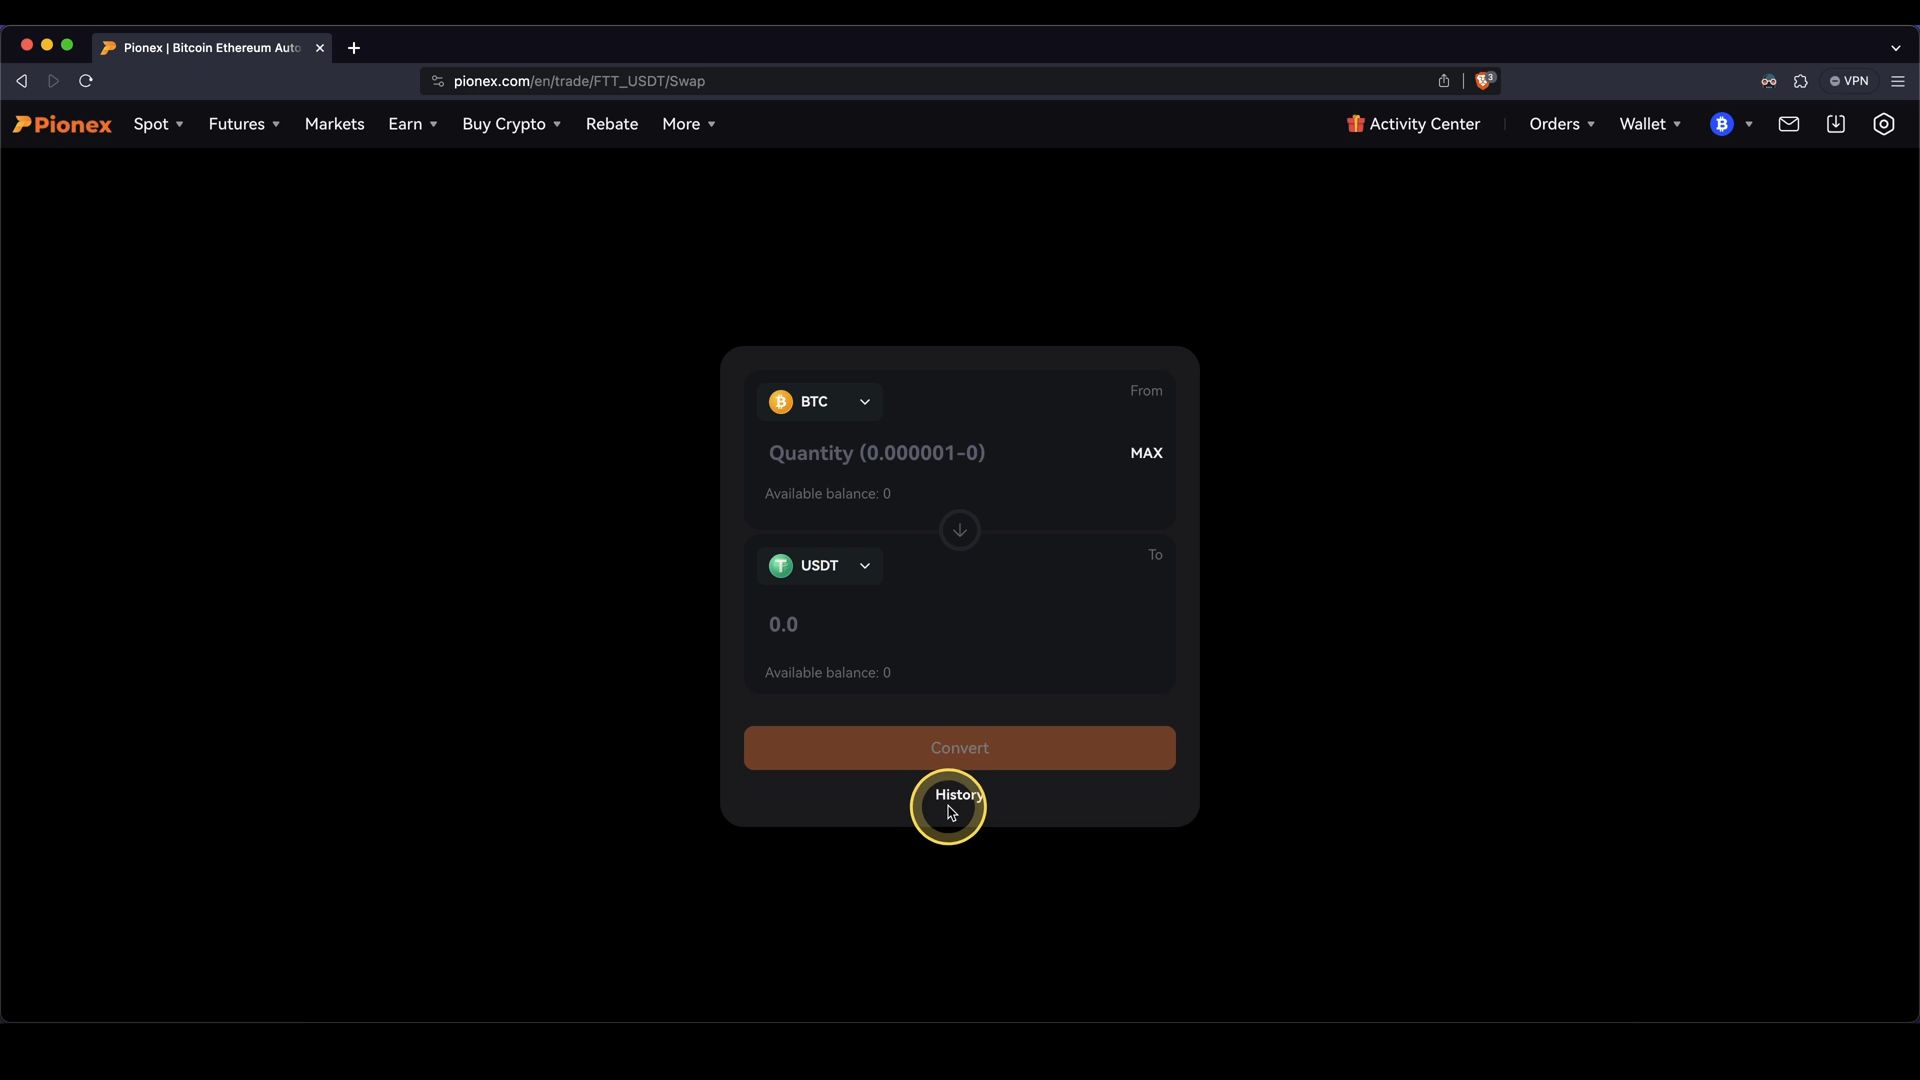 Pionex | Bitcoin Ethereum Auto
pionex.com/en/trade/FTT_USDT/Swap
3
VPN
Pionex
Spot
Futures
Markets
Earn
Buy Crypto
Rebate
More
Activity Center
Orders
Wallet
BTC
From
Quantity (0.000001-0)
MAX
Available balance: 0
USDT
To
0.0
Available balance: 0
Convert
History